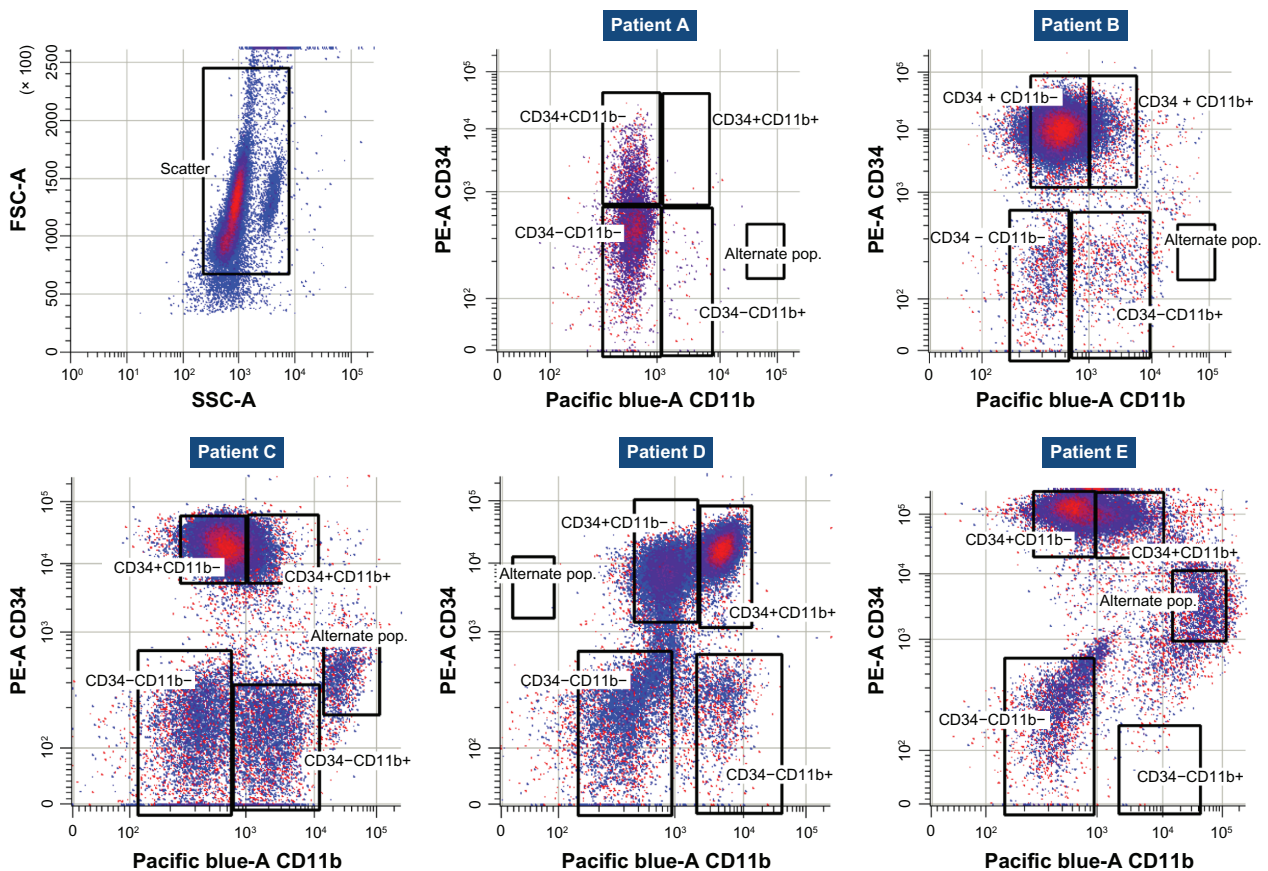 Patient A
Patient B
(× 100)
2500
2000
1500
1000
500
0
FSC-A
Scatter
10⁰ 10¹ 10² 10³ 10⁴ 10⁵
SSC-A
PE-A CD34
10⁵
10⁴
10³
10²
0
CD34+CD11b−
CD34+CD11b+
CD34−CD11b−
Alternate pop.
CD34−CD11b+
0 10² 10³ 10⁴ 10⁵
Pacific blue-A CD11b
PE-A CD34
10⁵
10⁴
10³
10²
0
CD34 + CD11b−
CD34 + CD11b+
CD34 − CD11b−
Alternate pop.
CD34−CD11b+
0 10² 10³ 10⁴ 10⁵
Pacific blue-A CD11b
Patient C
Patient D
Patient E
PE-A CD34
10⁵
10⁴
10³
10²
0
CD34+CD11b−
CD34+CD11b+
Alternate pop.
CD34−CD11b−
CD34−CD11b+
0 10² 10³ 10⁴ 10⁵
Pacific blue-A CD11b
PE-A CD34
10⁵
10⁴
10³
10²
0
CD34+CD11b−
Alternate pop.
CD34+CD11b+
CD34−CD11b−
CD34−CD11b+
0 10² 10³ 10⁴ 10⁵
Pacific blue-A CD11b
PE-A CD34
10⁵
10⁴
10³
10²
0
CD34+CD11b−
CD34+CD11b+
Alternate pop.
CD34−CD11b−
CD34−CD11b+
0 10² 10³ 10⁴ 10⁵
Pacific blue-A CD11b